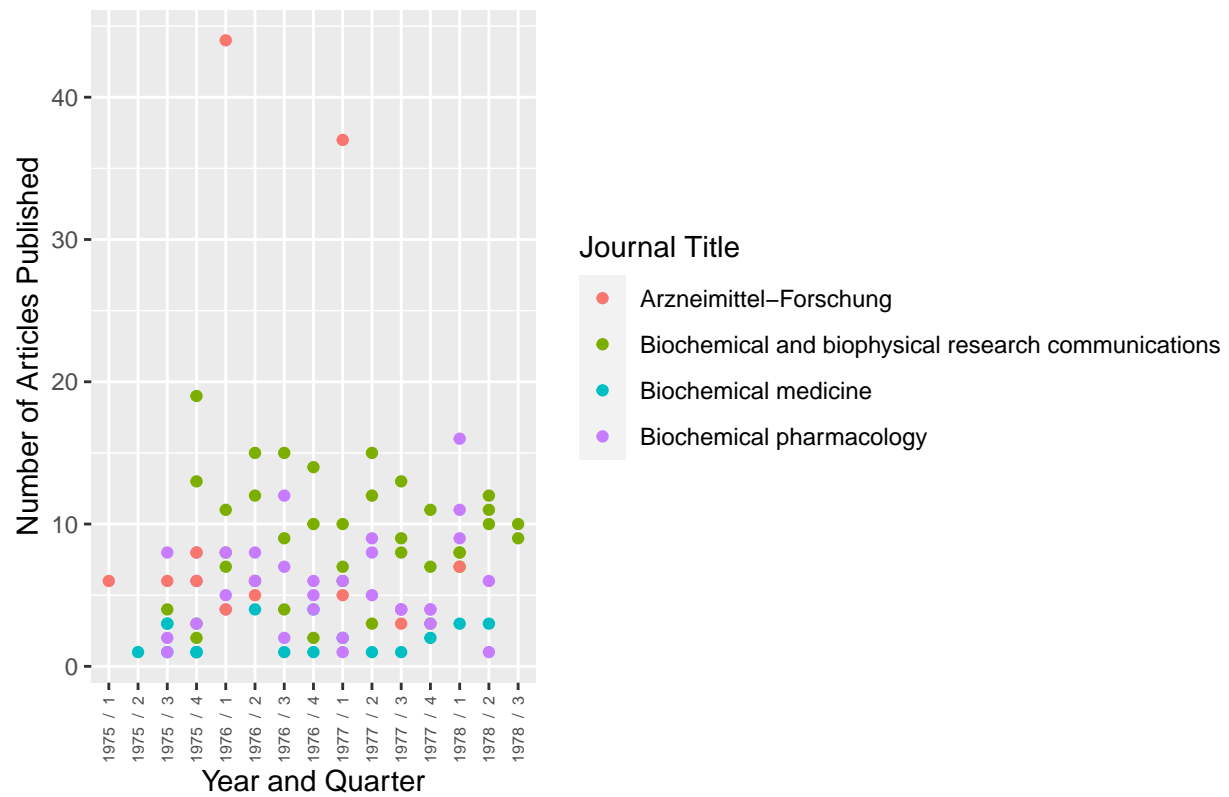 Number of Articles Published
40
30
20
10
0
1975 / 1
1975 / 2
1975 / 3
1975 / 4
1976 / 1
1976 / 2
1976 / 3
1976 / 4
1977 / 1
1977 / 2
1977 / 3
1977 / 4
1978 / 1
1978 / 2
1978 / 3
Year and Quarter
Journal Title
Arzneimittel−Forschung
Biochemical and biophysical research communications
Biochemical medicine
Biochemical pharmacology